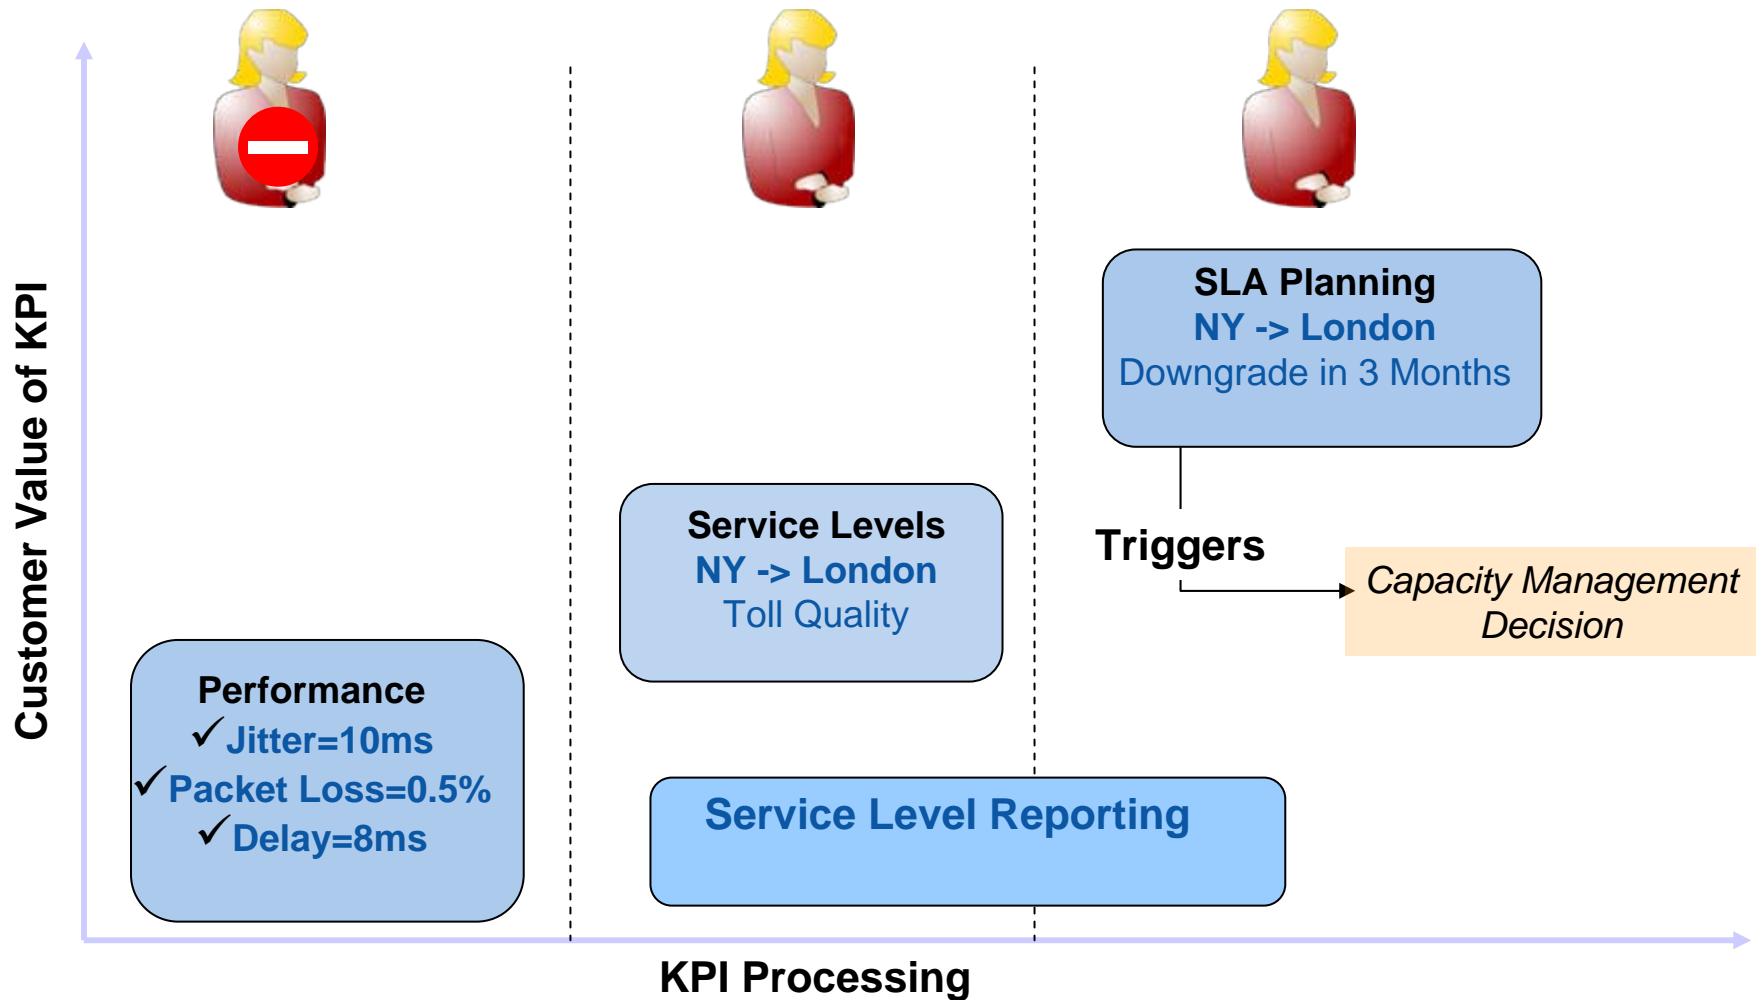 Customer Value of KPI
SLA Planning
NY -> London
Downgrade in 3 Months
Service Levels
NY -> London
Toll Quality
Triggers
Capacity Management
Decision
Performance
✓Jitter=10ms
✓Packet Loss=0.5%
✓Delay=8ms
Service Level Reporting
KPI Processing